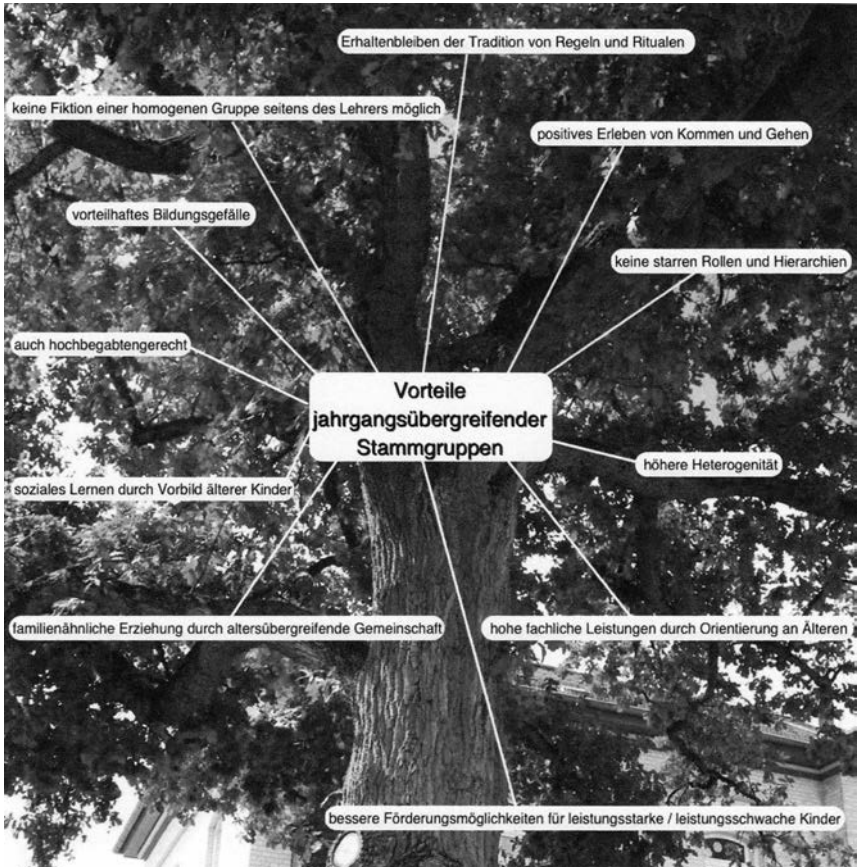 Erhaltenbleiben der Tradition von Regeln und Ritualen
keine Fiktion einer homogenen Gruppe seitens des Lehrers möglich
positives Erleben von Kommen und Gehen
vorteilhaftes Bildungsgefälle
keine starren Rollen und Hierarchien
auch hochbegabtengerecht
Vorteile
jahrgangsübergreifender
Stammgruppen
höhere Heterogenität
soziales Lernen durch Vorbild älterer Kinder
familienähnliche Erziehung durch altersübergreifende Gemeinschaft
hohe fachliche Leistungen durch Orientierung an Älteren
bessere Förderungsmöglichkeiten für leistungsstarke / leistungsschwache Kinder